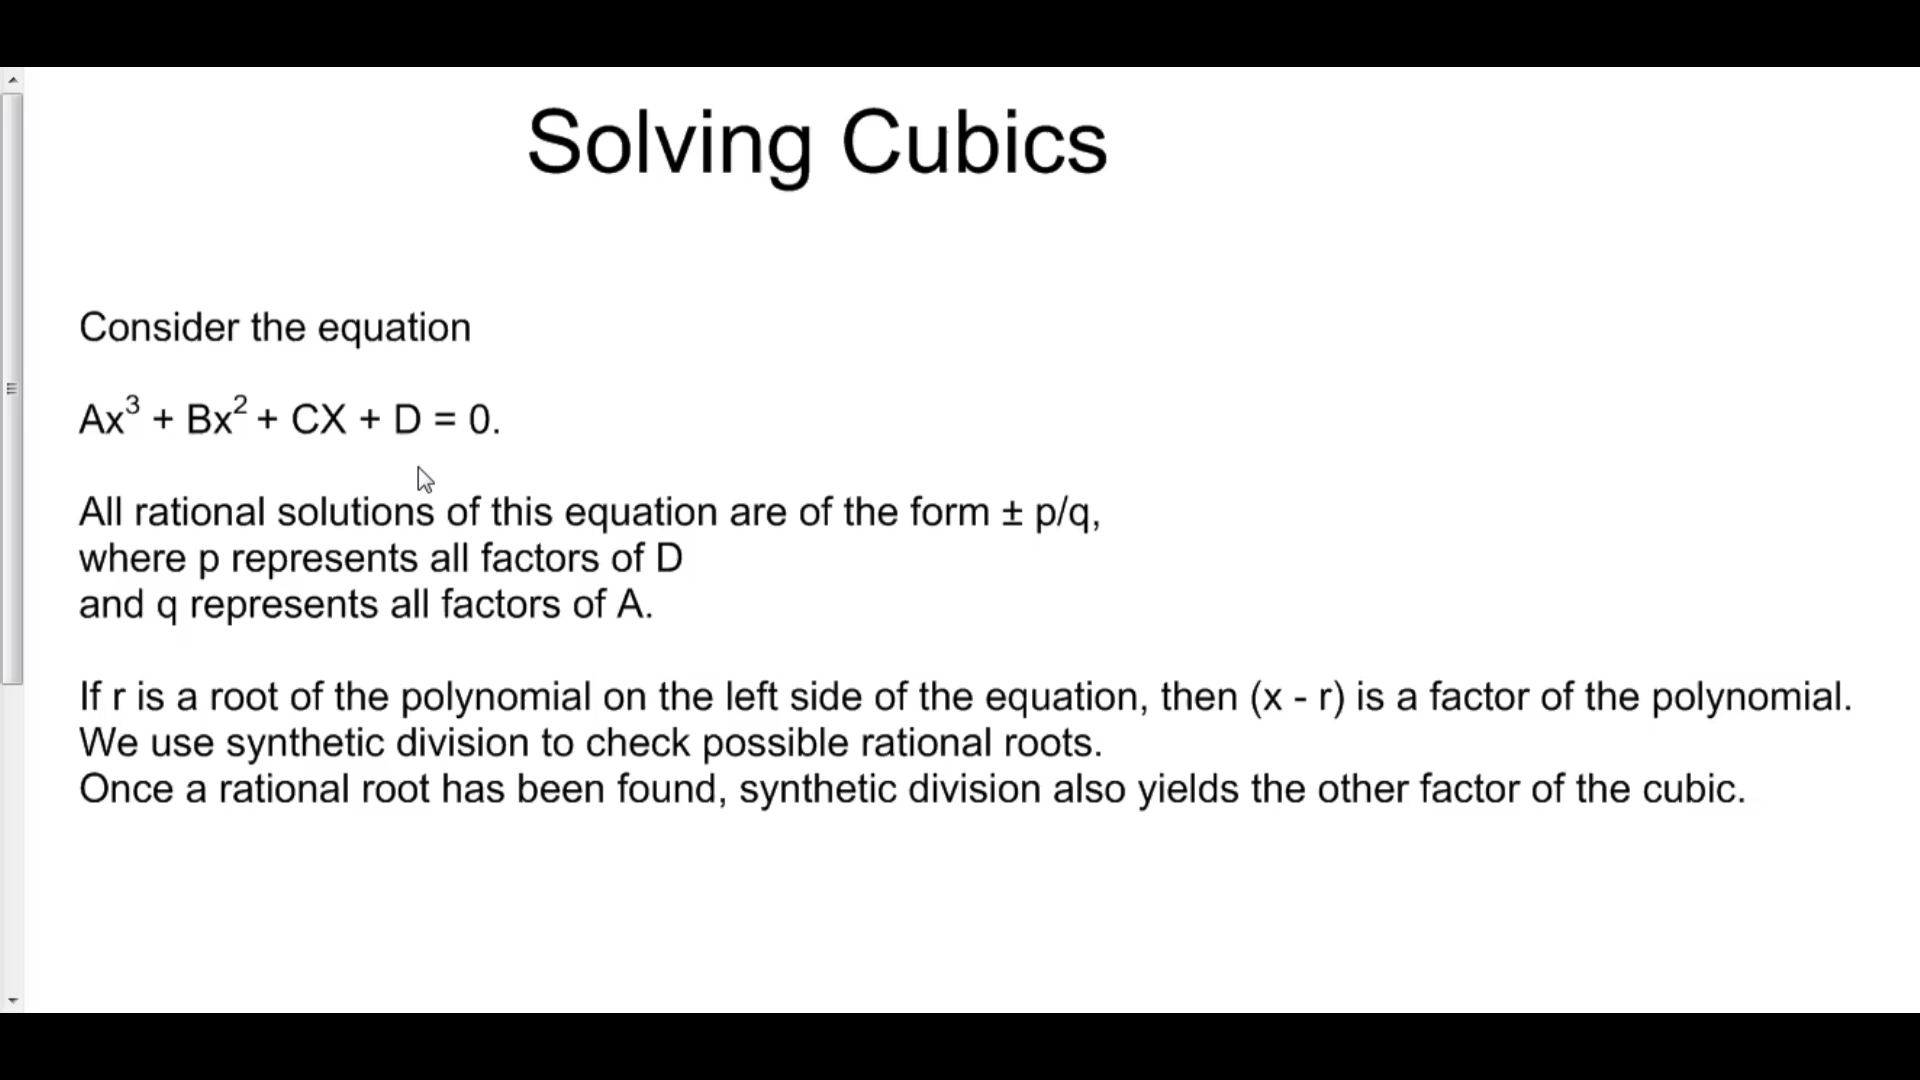 Solving Cubics
Consider the equation
Ax³ + Bx² + CX + D = 0.
All rational solutions of this equation are of the form ± p/q,
where p represents all factors of D
and q represents all factors of A.
If r is a root of the polynomial on the left side of the equation, then (x - r) is a factor of the polynomial.
We use synthetic division to check possible rational roots.
Once a rational root has been found, synthetic division also yields the other factor of the cubic.